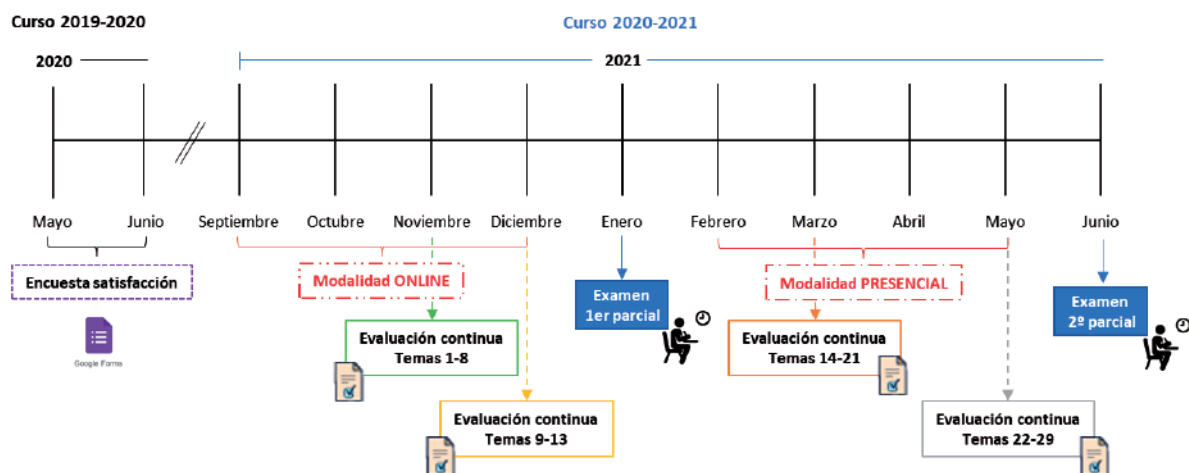 Curso 2019-2020
Curso 2020-2021
2020
2021
Mayo
Junio
Septiembre
Octubre
Noviembre
Diciembre
Enero
Febrero
Marzo
Abril
Mayo
Junio
Encuesta satisfacción
Google Forms
Modalidad ONLINE
Evaluación continua
Temas 1-8
Evaluación continua
Temas 9-13
Examen
1er parcial
Modalidad PRESENCIAL
Evaluación continua
Temas 14-21
Evaluación continua
Temas 22-29
Examen
2º parcial